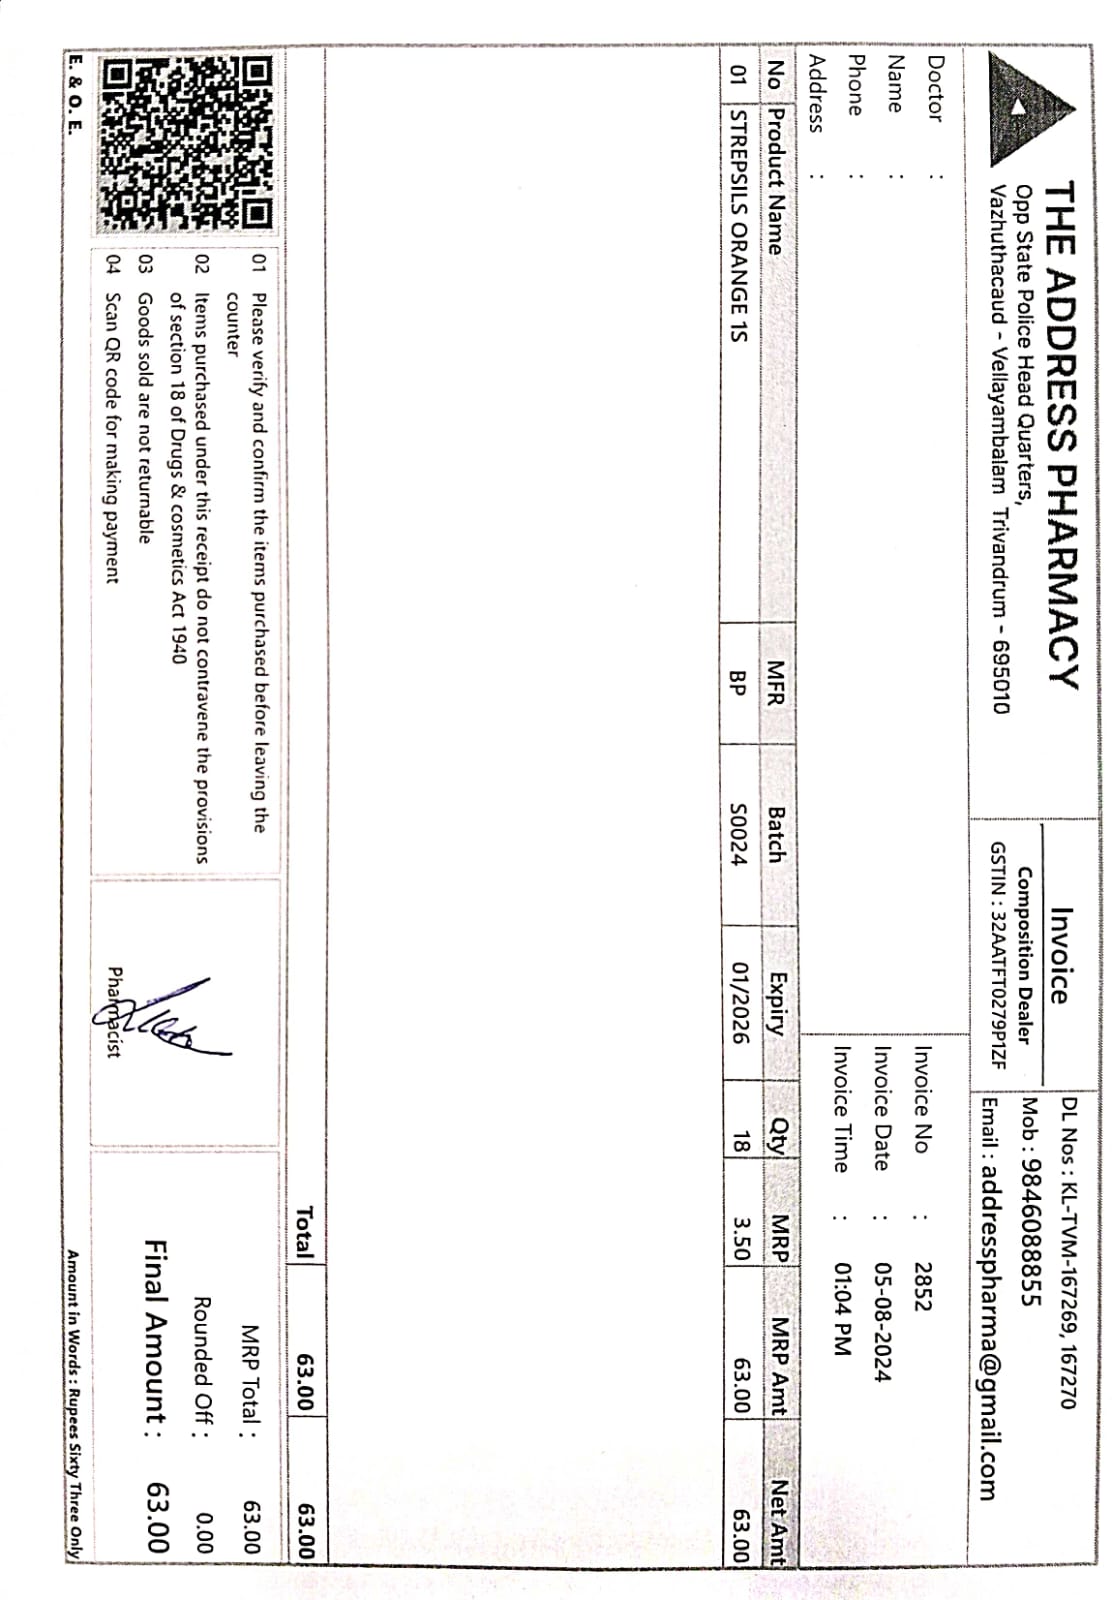 THE ADDRESS PHARMACY
Opp State Police Head Quarters,
Vazhuthacaud - Vellayambalam Trivandrum - 695010
Invoice
Composition Dealer
GSTIN : 32AATFT0279P1ZF
DL Nos : KL-TVM-167269, 167270
Mob : 9846088855
Email : addresspharma@gmail.com
Doctor :
Name :
Phone :
Address :
Invoice No : 2852
Invoice Date : 05-08-2024
Invoice Time : 01:04 PM
No Product Name MFR Batch Expiry Qty MRP MRP Amt Net Amt
01 STREPSILS ORANGE 1S BP S0024 01/2026 18 3.50 63.00 63.00
Total 63.00 63.00
01 Please verify and confirm the items purchased before leaving the
counter
02 Items purchased under this receipt do not contravene the provisions
of section 18 of Drugs & cosmetics Act 1940
03 Goods sold are not returnable
04 Scan QR code for making payment
Pharmacist
MRP Total : 63.00
Rounded Off : 0.00
Final Amount : 63.00
E. & O. E.
Amount in Words : Rupees Sixty Three Only